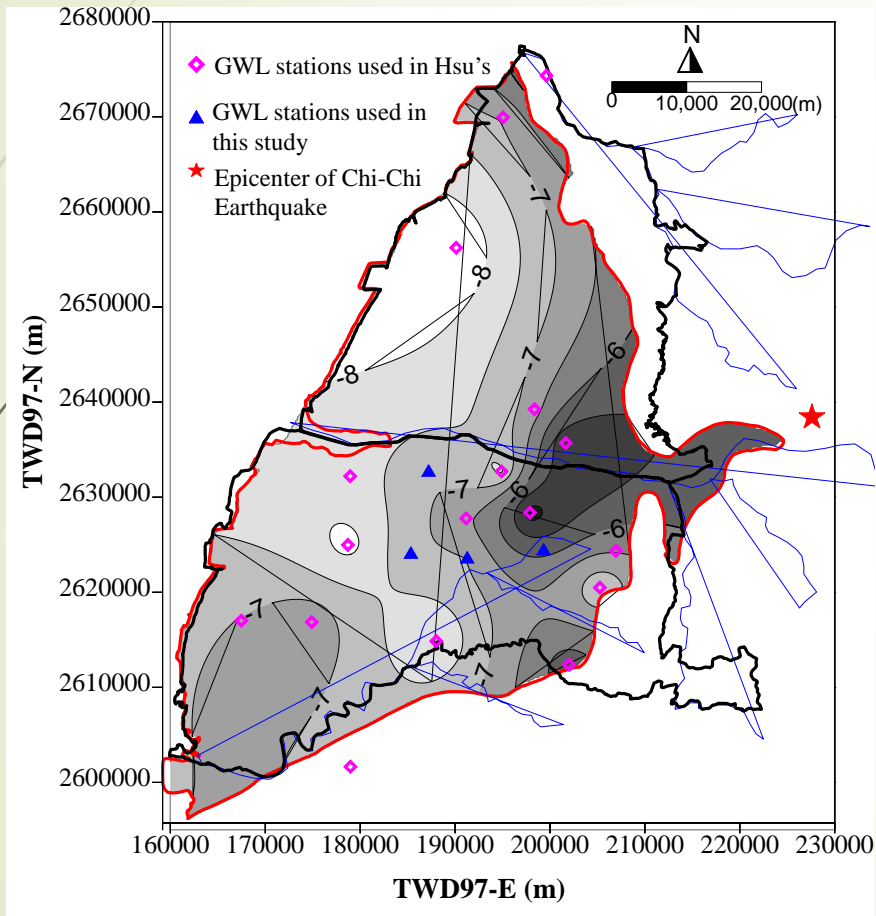 2680000
2670000
2660000
2650000
2640000
2630000
2620000
2610000
2600000
TWD97-N (m)
GWL stations used in Hsu's
GWL stations used in
this study
Epicenter of Chi-Chi
Earthquake
N
0 10,000 20,000(m)
-7
-8
-7
-6
-8
-7
-6
-6
-7
-7
-7
160000 170000 180000 190000 200000 210000 220000 230000
TWD97-E (m)